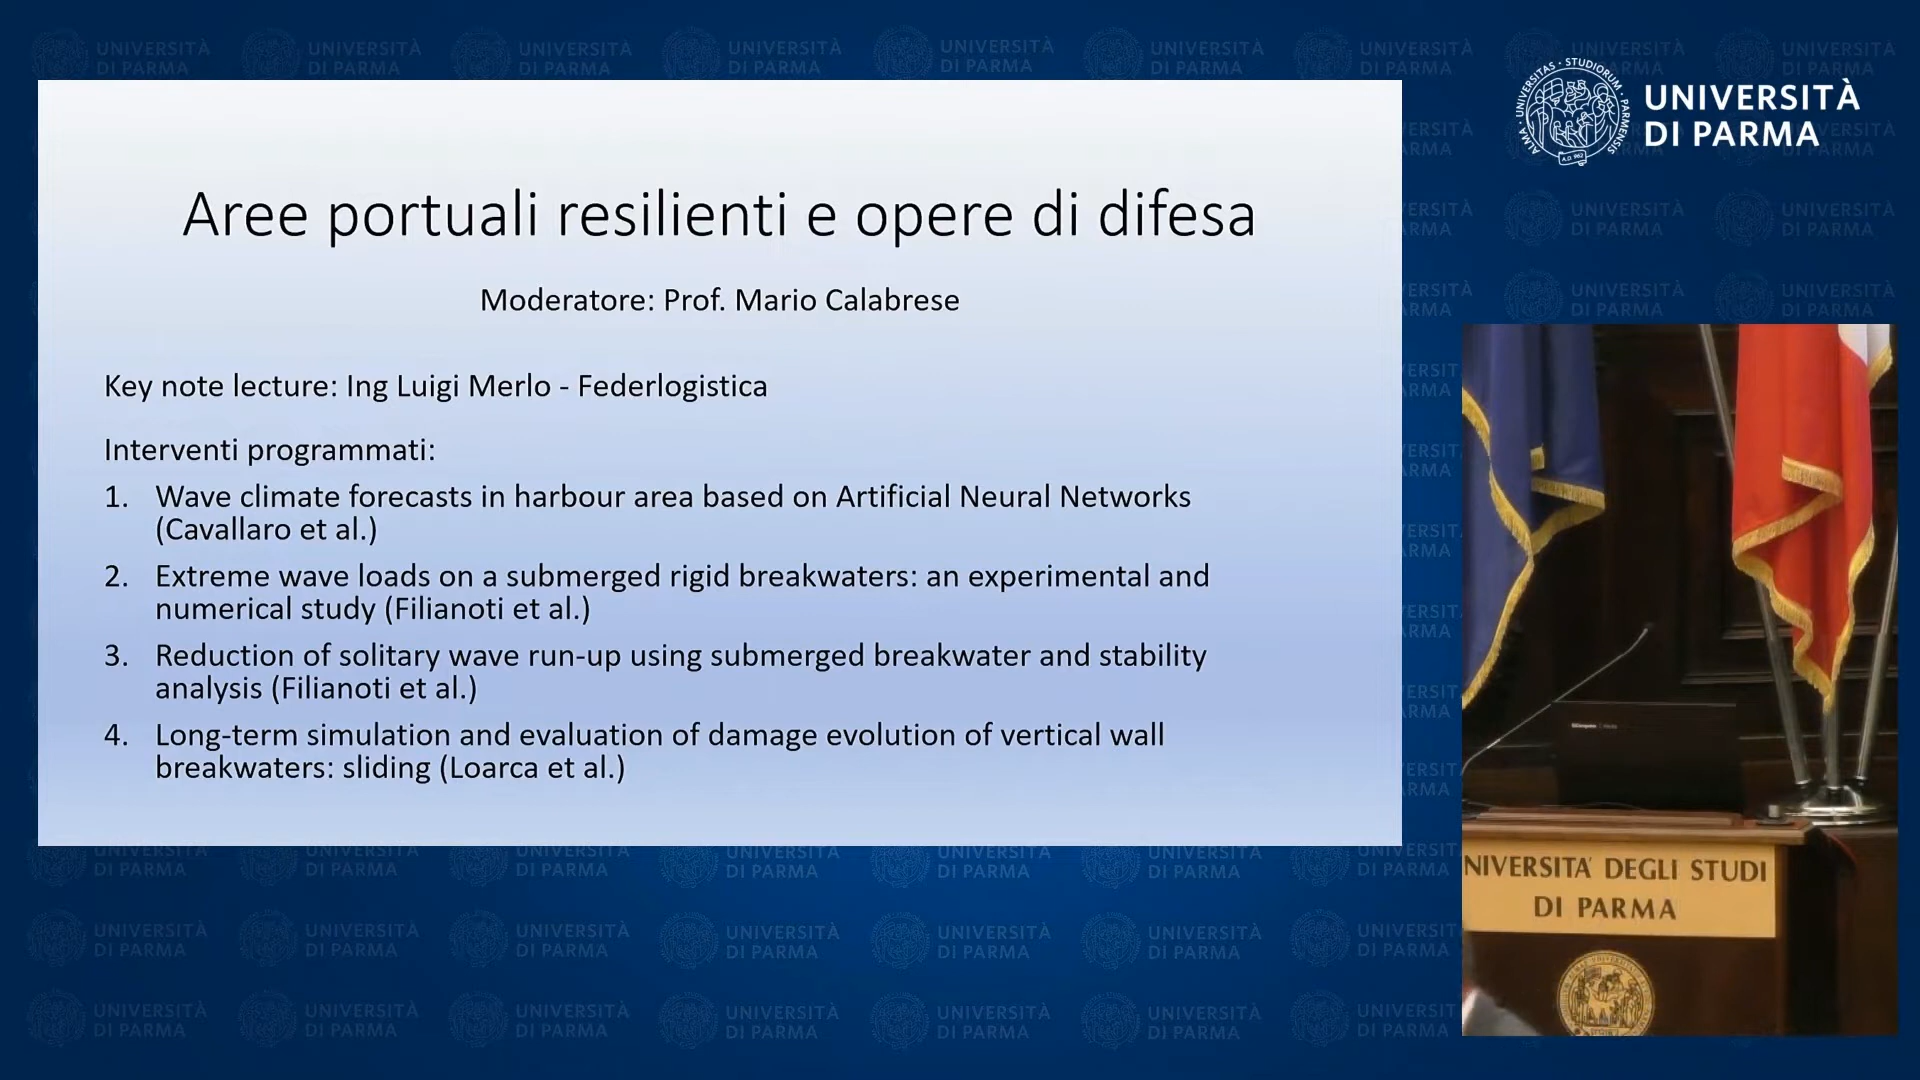 UNIVERSITÀ
DI PARMA
Aree portuali resilienti e opere di difesa
Moderatore: Prof. Mario Calabrese
Key note lecture: Ing Luigi Merlo - Federlogistica
Interventi programmati:
1. Wave climate forecasts in harbour area based on Artificial Neural Networks
(Cavallaro et al.)
2. Extreme wave loads on a submerged rigid breakwaters: an experimental and
numerical study (Filianoti et al.)
3. Reduction of solitary wave run-up using submerged breakwater and stability
analysis (Filianoti et al.)
4. Long-term simulation and evaluation of damage evolution of vertical wall
breakwaters: sliding (Loarca et al.)
NIVERSITA' DEGLI STUDI
DI PARMA